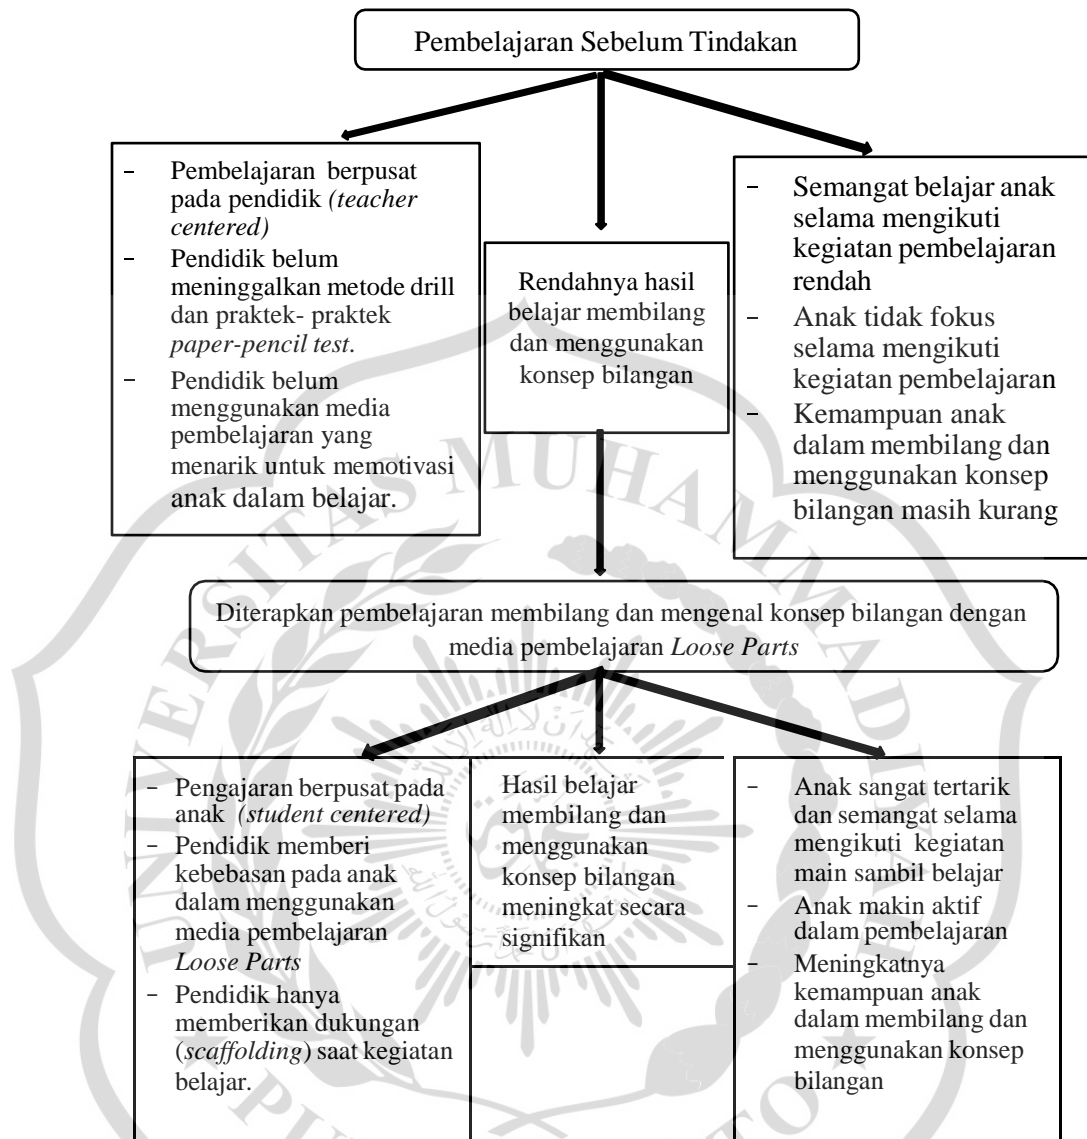 Pembelajaran Sebelum Tindakan
- Pembelajaran berpusat
pada pendidik (teacher
centered)
- Pendidik belum
meninggalkan metode drill
dan praktek- praktek
paper-pencil test.
- Pendidik belum
menggunakan media
pembelajaran yang
menarik untuk memotivasi
anak dalam belajar.
Rendahnya hasil
belajar membilang
dan menggunakan
konsep bilangan
- Semangat belajar anak
selama mengikuti
kegiatan pembelajaran
rendah
- Anak tidak fokus
selama mengikuti
kegiatan pembelajaran
- Kemampuan anak
dalam membilang dan
menggunakan konsep
bilangan masih kurang
Diterapkan pembelajaran membilang dan mengenal konsep bilangan dengan
media pembelajaran Loose Parts
- Pengajaran berpusat pada
anak (student centered)
- Pendidik memberi
kebebasan pada anak
dalam menggunakan
media pembelajaran
Loose Parts
- Pendidik hanya
memberikan dukungan
(scaffolding) saat kegiatan
belajar.
Hasil belajar
membilang dan
menggunakan
konsep bilangan
meningkat secara
signifikan
- Anak sangat tertarik
dan semangat selama
mengikuti kegiatan
main sambil belajar
- Anak makin aktif
dalam pembelajaran
- Meningkatnya
kemampuan anak
dalam membilang dan
menggunakan konsep
bilangan
UNIVERSITAS MUHAMMADIYAH